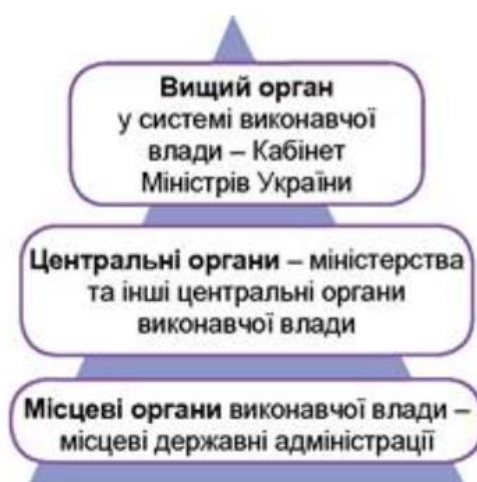 Вищий орган
у системі виконавчої
влади – Кабінет
Міністрів України
Центральні органи – міністерства
та інші центральні органи
виконавчої влади
Місцеві органи виконавчої влади –
місцеві державні адміністрації